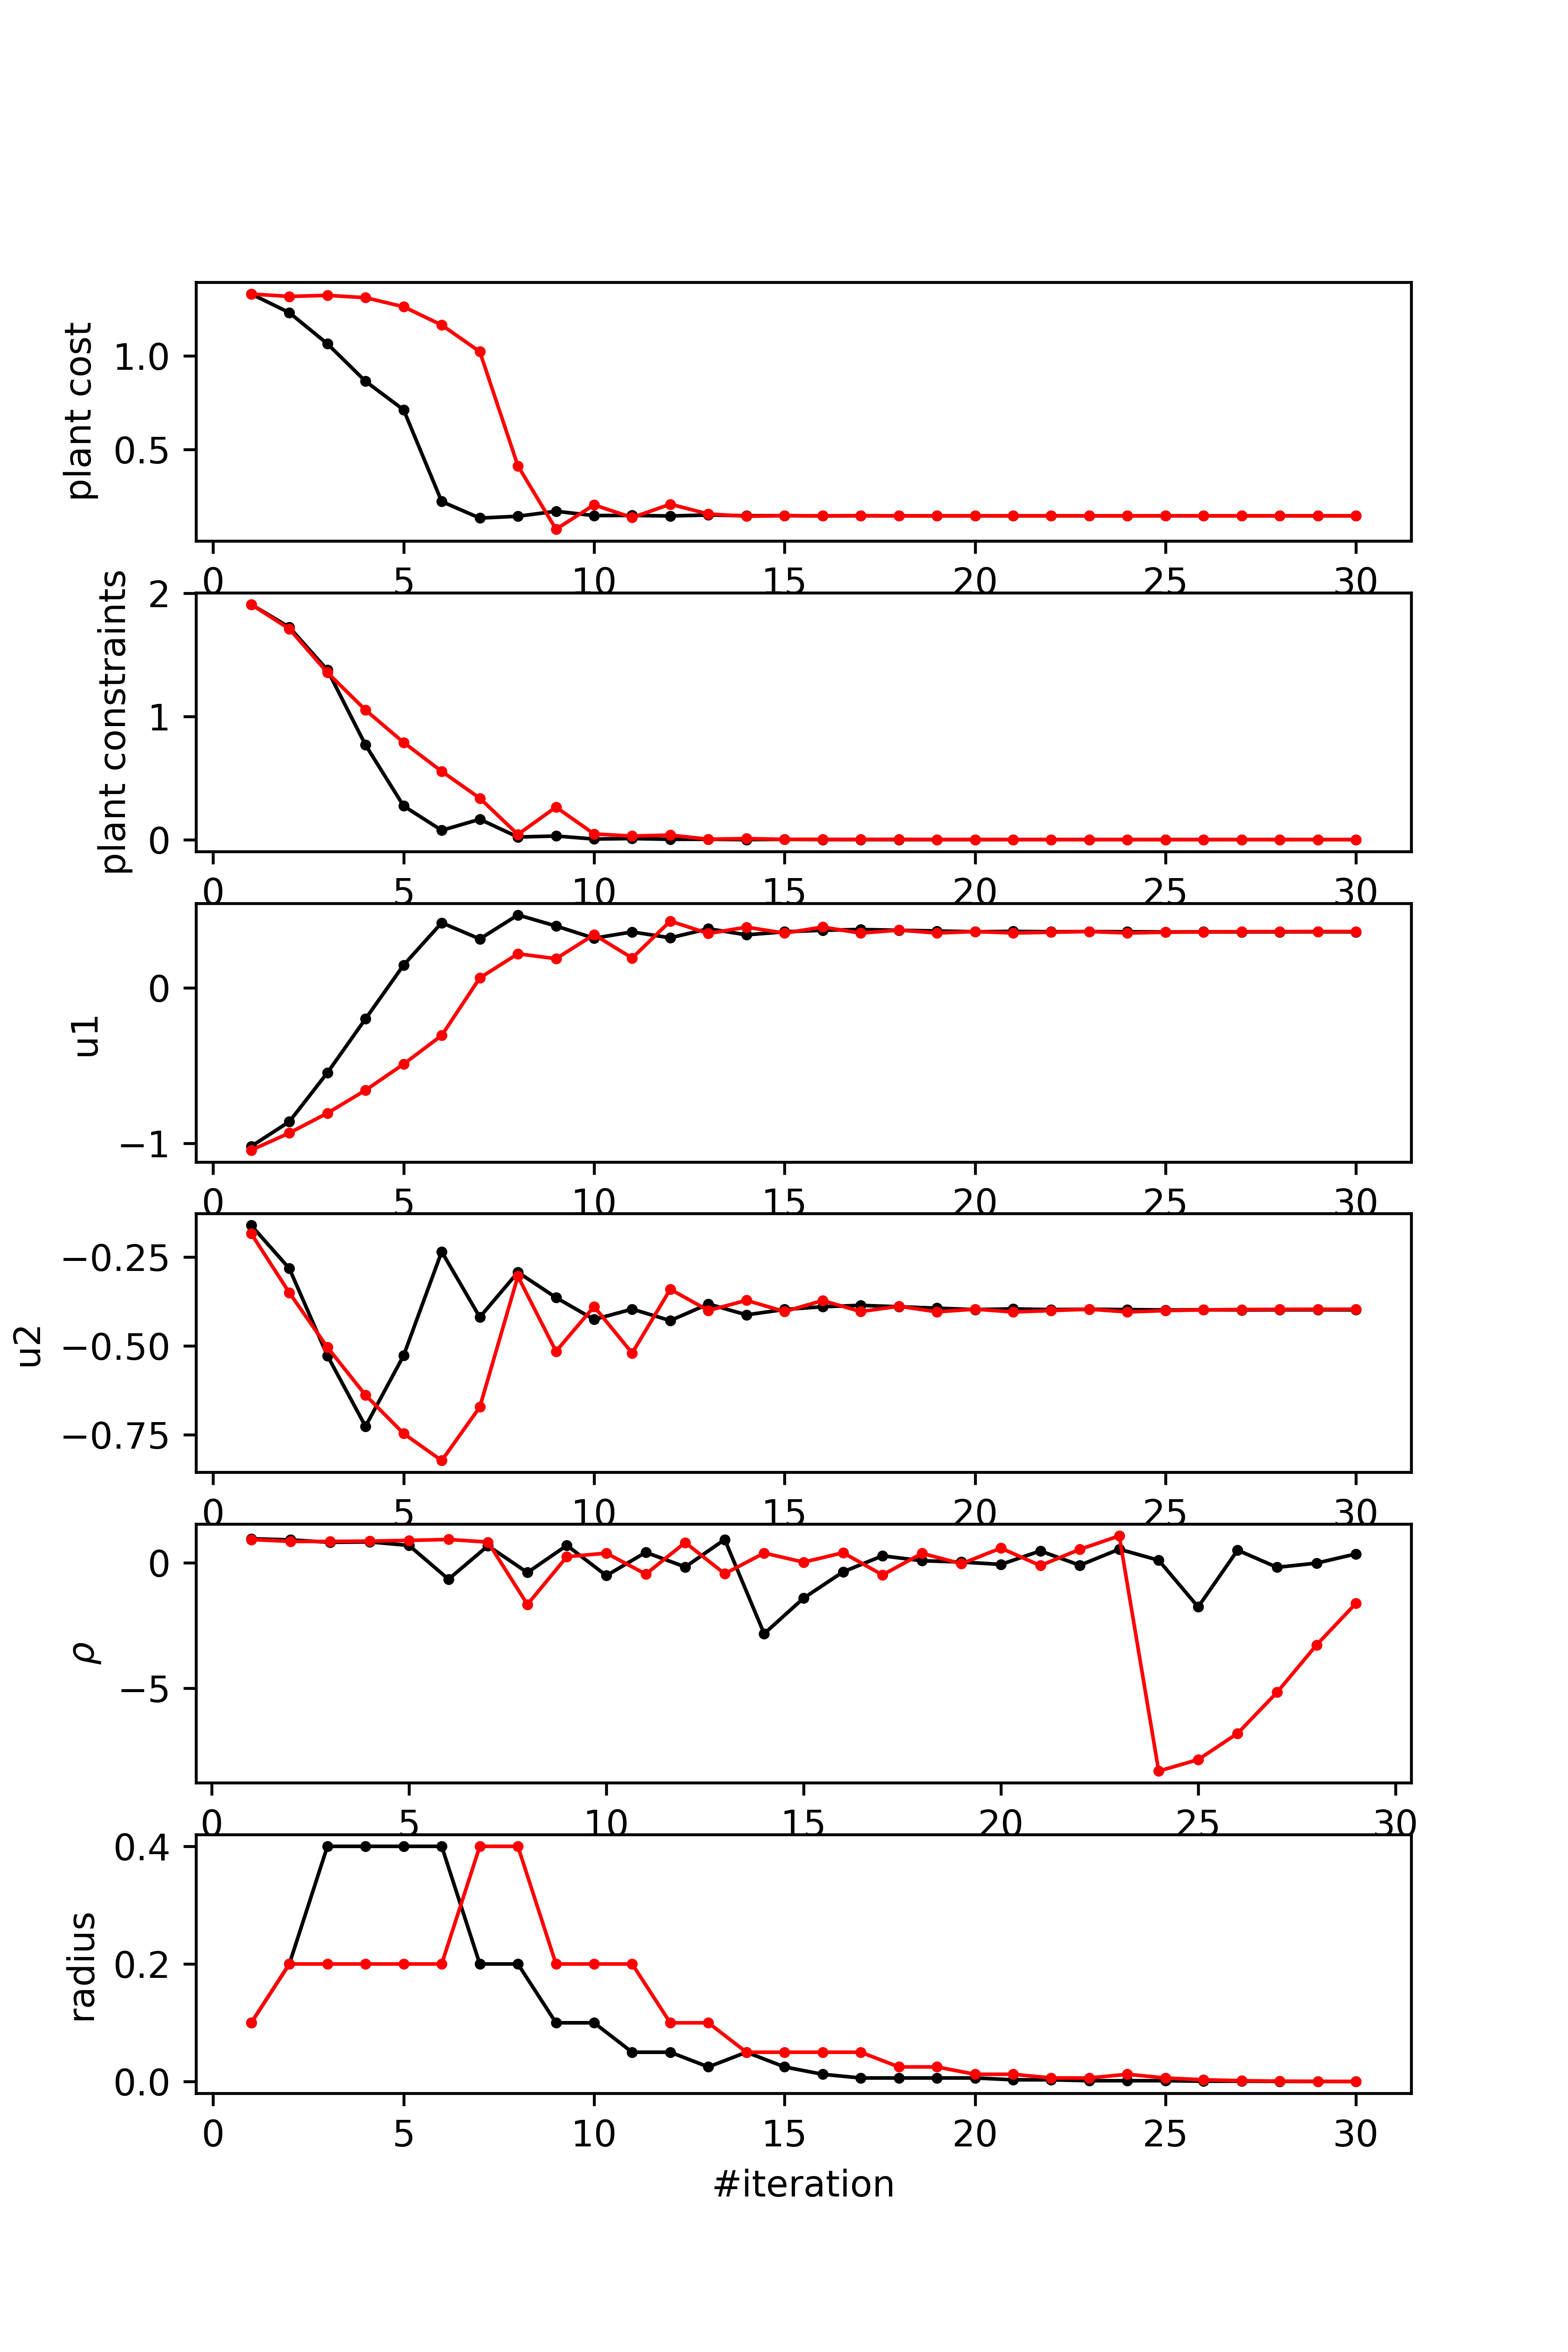 plant cost
1.0
0.5
0 5 10 15 20 25 30
plant constraints
2
1
0
0 5 10 15 20 25 30
u1
0
−1
0 5 10 15 20 25 30
u2
−0.25
−0.50
−0.75
0 5 10 15 20 25 30
ρ
0
−5
0 5 10 15 20 25 30
radius
0.4
0.2
0.0
0 5 10 15 20 25 30
#iteration